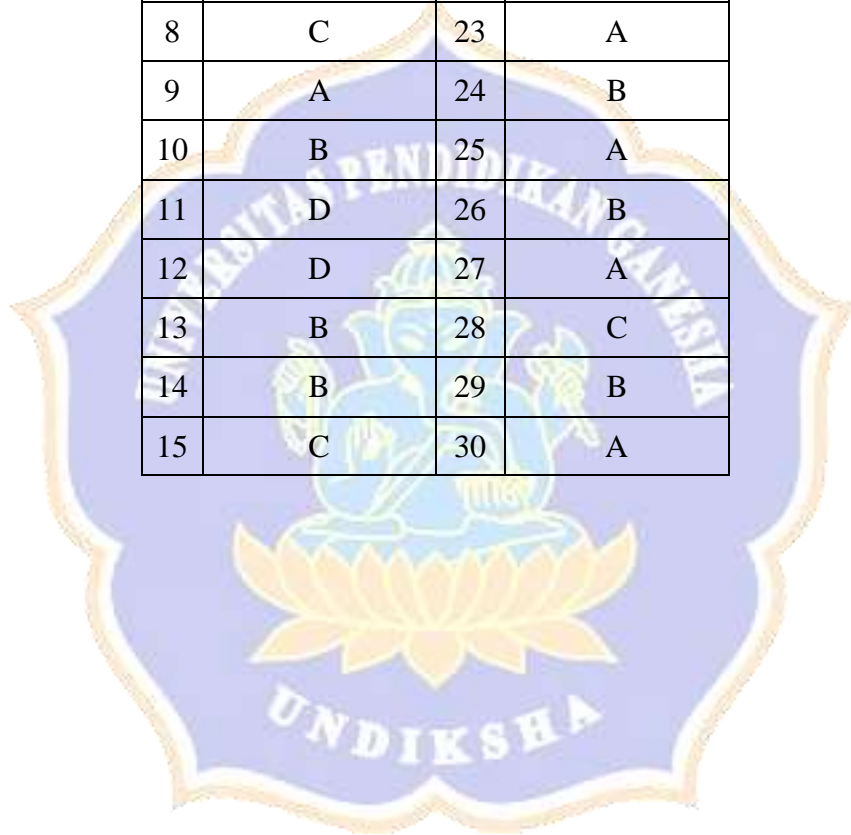 8 C 23 A
9 A 24 B
10 B 25 A
11 D 26 B
12 D 27 A
13 B 28 C
14 B 29 B
15 C 30 A
UNIVERSITAS PENDIDIKAN GANESHA
UNDIKSHA